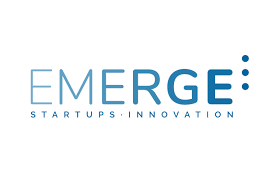 EMERGE
STARTUPS · INNOVATION